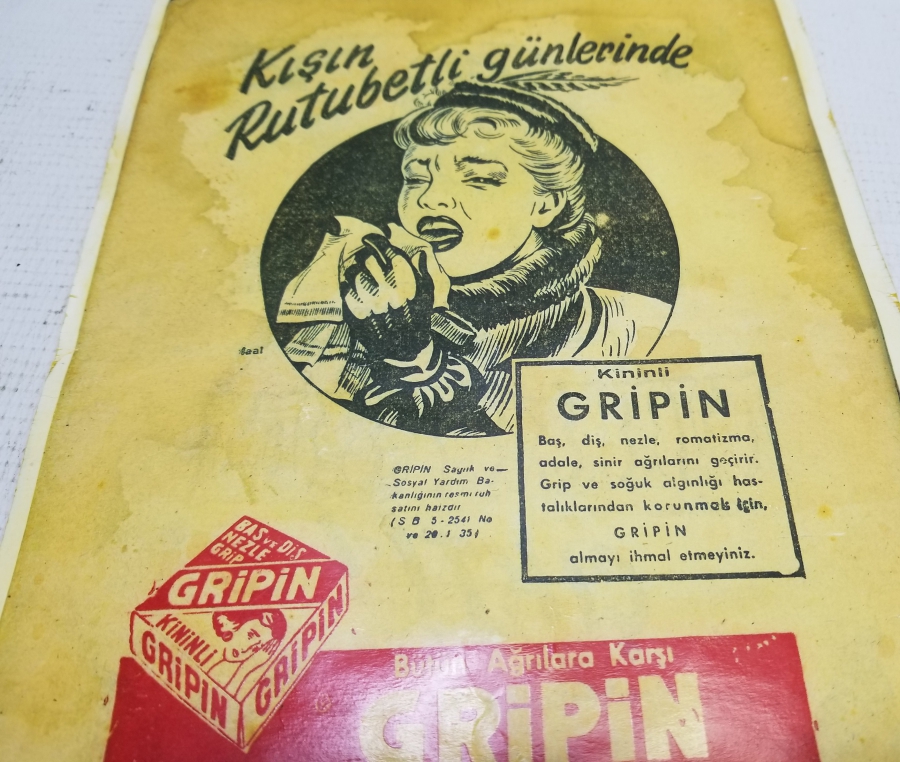 Kışın
Rutubetli günlerinde
Kininli
GRİPİN
Baş, diş, nezle, romatizma,
adale, sinir ağrılarını geçirir.
Grip ve soğuk algınlığı has-
talıklarından korunmak için,
GRİPİN
almayı ihmal etmeyiniz.
GRİPİN Sağlık ve
Sosyal Yardım Ba-
kanlığının resmi ruh
satını haizdir
(S B 5-2541 No
ve 20.1 35)
BAŞ ve DİŞ
NEZLE
GRİP
GRİPİN
KİNİNLİ
GRİPİN
GRİPİN
Bütün Ağrılara Karşı
GRİPİN